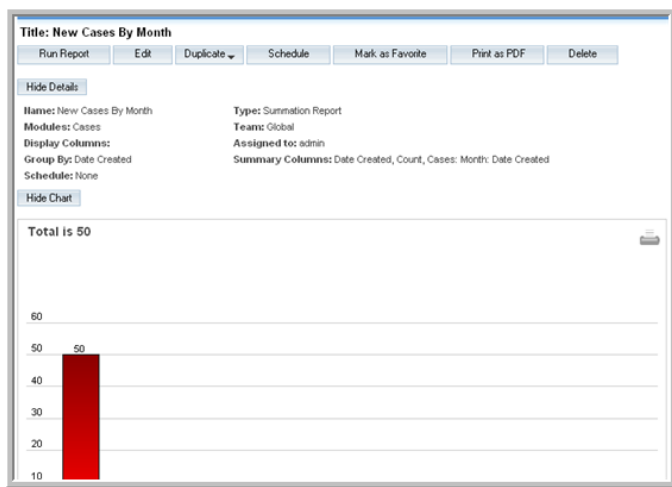 Title: New Cases By Month
Run Report Edit Duplicate Schedule Mark as Favorite Print as PDF Delete
Hide Details
Name: New Cases By Month Type: Summation Report
Modules: Cases Team: Global
Display Columns: Assigned to: admin
Group By: Date Created Summary Columns: Date Created, Count, Cases: Month: Date Created
Schedule: None
Hide Chart
Total is 50
60
50 50
40
30
20
10